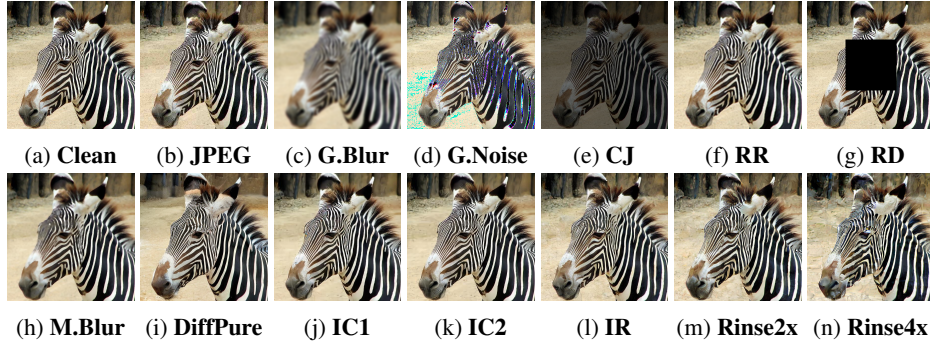 (a) Clean (b) JPEG (c) G.Blur (d) G.Noise (e) CJ (f) RR (g) RD
(h) M.Blur (i) DiffPure (j) IC1 (k) IC2 (l) IR (m) Rinse2x (n) Rinse4x